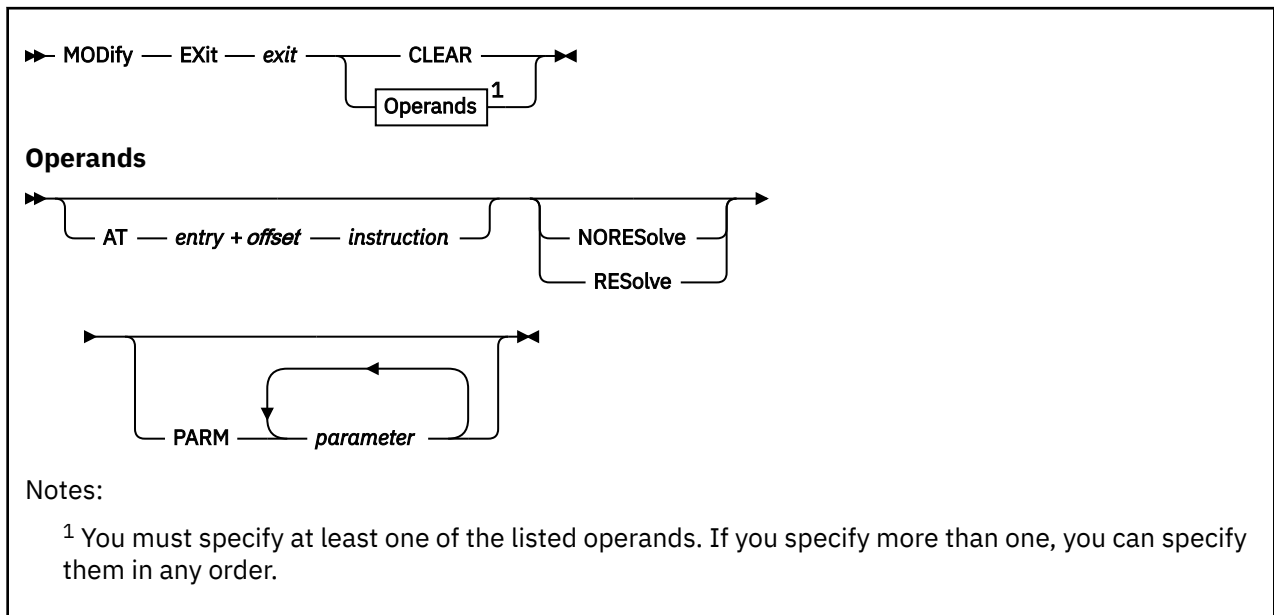 MODify EXit exit CLEAR
Operands 1
Operands
AT entry + offset instruction NORESolve
RESolve
PARM parameter
Notes:
1 You must specify at least one of the listed operands. If you specify more than one, you can specify
them in any order.